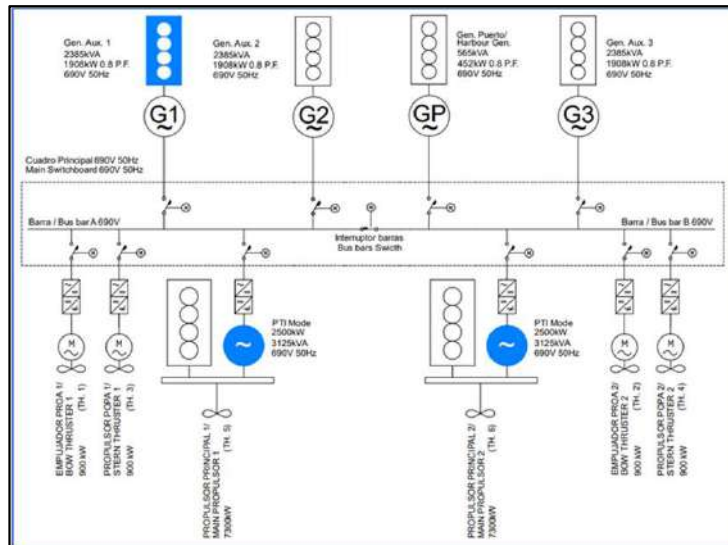 Gen. Aux. 1
2385kVA
1908kW 0.8 P.F.
690V 50Hz
Gen. Aux. 2
2385kVA
1908kW 0.8 P.F.
690V 50Hz
Gen. Puerto/
Harbour Gen.
565kVA
452kW 0.8 P.F.
690V 50Hz
Gen. Aux. 3
2385kVA
1908kW 0.8 P.F.
690V 50Hz
G1
G2
GP
G3
Cuadro Principal 690V 50Hz
Main Switchboard 690V 50Hz
Barra / Bus bar A 690V
Interruptor barras
Bus bars Swicth
Barra / Bus bar B 690V
PTI Mode
2500kW
3125kVA
690V 50Hz
PTI Mode
2500kW
3125kVA
690V 50Hz
M
M
M
M
EMPUJADOR PROA 1/
BOW THRUSTER 1 (TH. 1)
900 kW
PROPULSOR POPA 1/
STERN THRUSTER 1 (TH. 3)
900 kW
PROPULSOR PRINCIPAL 1/
MAIN PROPULSOR 1 (TH. 5)
7300kW
PROPULSOR PRINCIPAL 2/
MAIN PROPULSOR 2 (TH. 6)
7300kW
EMPUJADOR PROA 2/
BOW THRUSTER 2 (TH. 2)
900 kW
PROPULSOR POPA 2/
STERN THRUSTER 2 (TH. 4)
900 kW